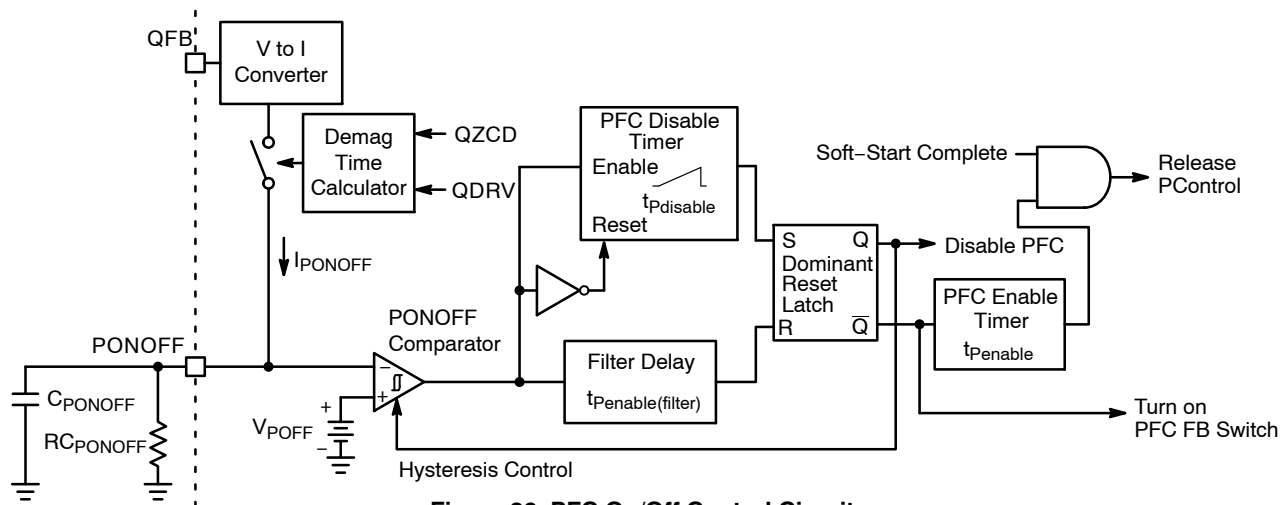 QFB
V to I
Converter
Demag
Time
Calculator
QZCD
QDRV
IPONOFF
PONOFF
CPONOFF
RCPONOFF
VPOFF
+
−
PONOFF
Comparator
−
+
Hysteresis Control
PFC Disable
Timer
Enable
tPdisable
Reset
Filter Delay
tPenable(filter)
S Q
Dominant
Reset
Latch
R Q̅
Soft−Start Complete
Release
PControl
Disable PFC
PFC Enable
Timer
tPenable
Turn on
PFC FB Switch